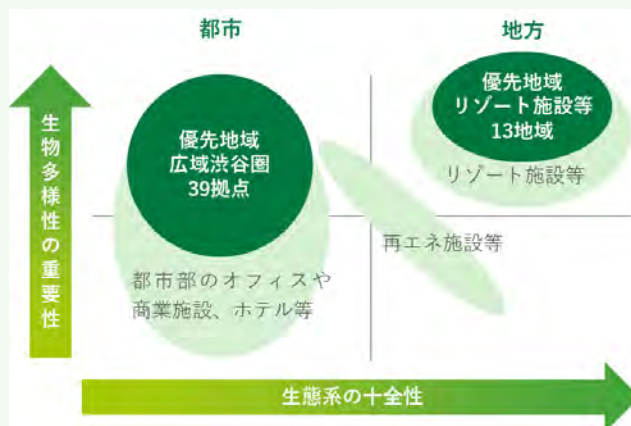 都市
地方
生物多様性の重要性
優先地域
広域渋谷圏
39拠点
優先地域
リゾート施設等
13地域
リゾート施設等
再エネ施設等
都市部のオフィスや
商業施設、ホテル等
生態系の十全性